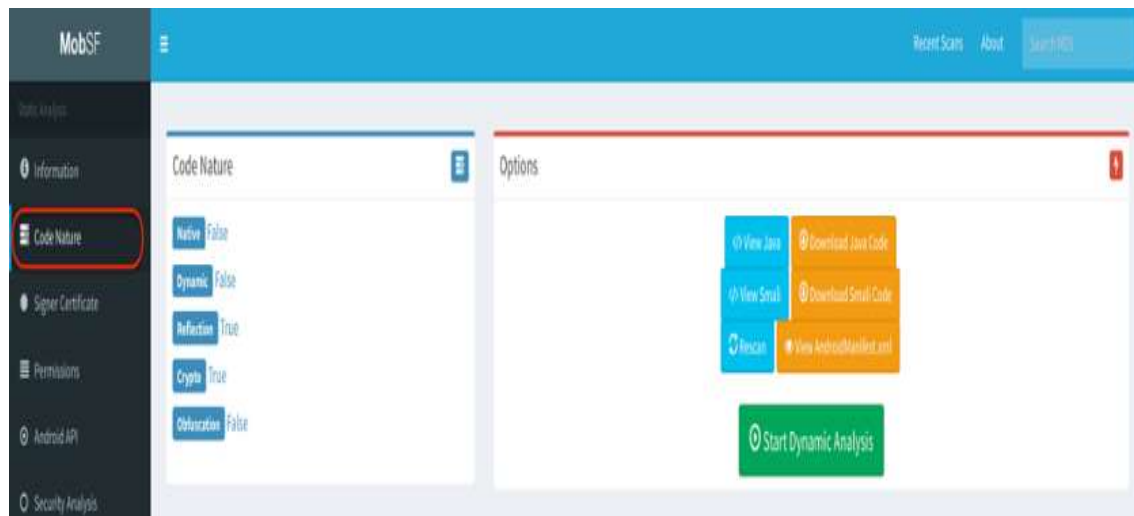 MobSF
Recent Scans About Search MD5
Static Analysis
Information
Code Nature
Signer Certificate
Permissions
Android API
Security Analysis
Code Nature
Native False
Dynamic False
Reflection True
Crypto True
Obfuscation False
Options
View Java Download Java Code
View Smali Download Smali Code
Rescan View AndroidManifest.xml
Start Dynamic Analysis